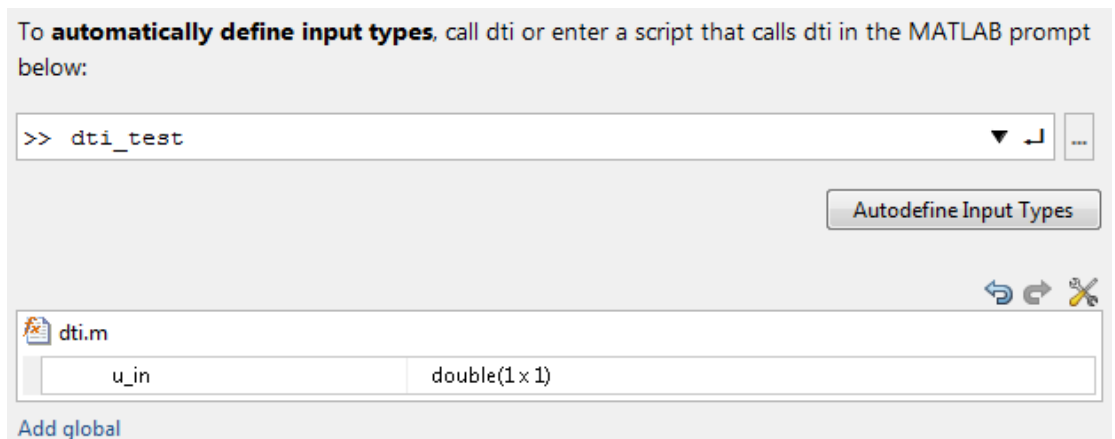 To automatically define input types, call dti or enter a script that calls dti in the MATLAB prompt
below:
>> dti_test
...
Autodefine Input Types
dti.m
u_in double(1 x 1)
Add global